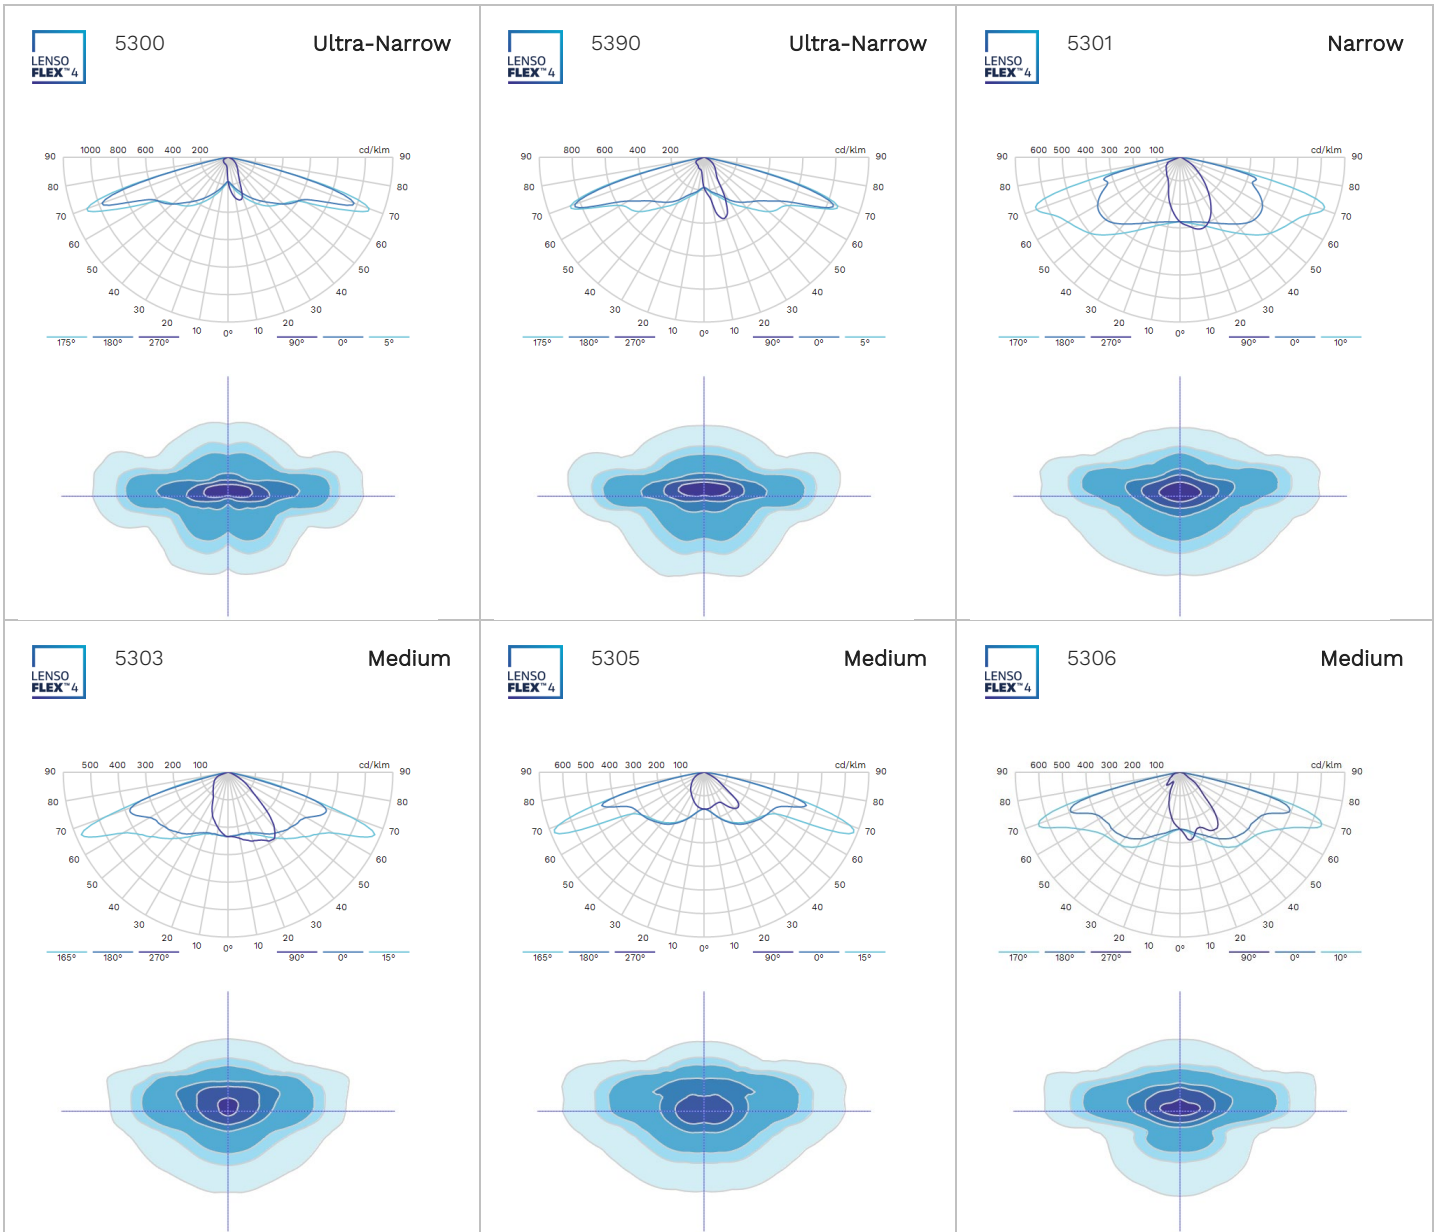 5300 Ultra-Narrow
LENSO
FLEX™4
1000 800 600 400 200 cd/klm
90 90
80 80
70 70
60 60
50 50
40 40
30 30
20 10 0° 10 20
175° 180° 270° 90° 0° 5°
5390 Ultra-Narrow
LENSO
FLEX™4
800 600 400 200 cd/klm
90 90
80 80
70 70
60 60
50 50
40 40
30 30
20 10 0° 10 20
175° 180° 270° 90° 0° 5°
5301 Narrow
LENSO
FLEX™4
600 500 400 300 200 100 cd/klm
90 90
80 80
70 70
60 60
50 50
40 40
30 30
20 10 0° 10 20
170° 180° 270° 90° 0° 10°
5303 Medium
LENSO
FLEX™4
500 400 300 200 100 cd/klm
90 90
80 80
70 70
60 60
50 50
40 40
30 30
20 10 0° 10 20
165° 180° 270° 90° 0° 15°
5305 Medium
LENSO
FLEX™4
600 500 400 300 200 100 cd/klm
90 90
80 80
70 70
60 60
50 50
40 40
30 30
20 10 0° 10 20
165° 180° 270° 90° 0° 15°
5306 Medium
LENSO
FLEX™4
600 500 400 300 200 100 cd/klm
90 90
80 80
70 70
60 60
50 50
40 40
30 30
20 10 0° 10 20
170° 180° 270° 90° 0° 10°